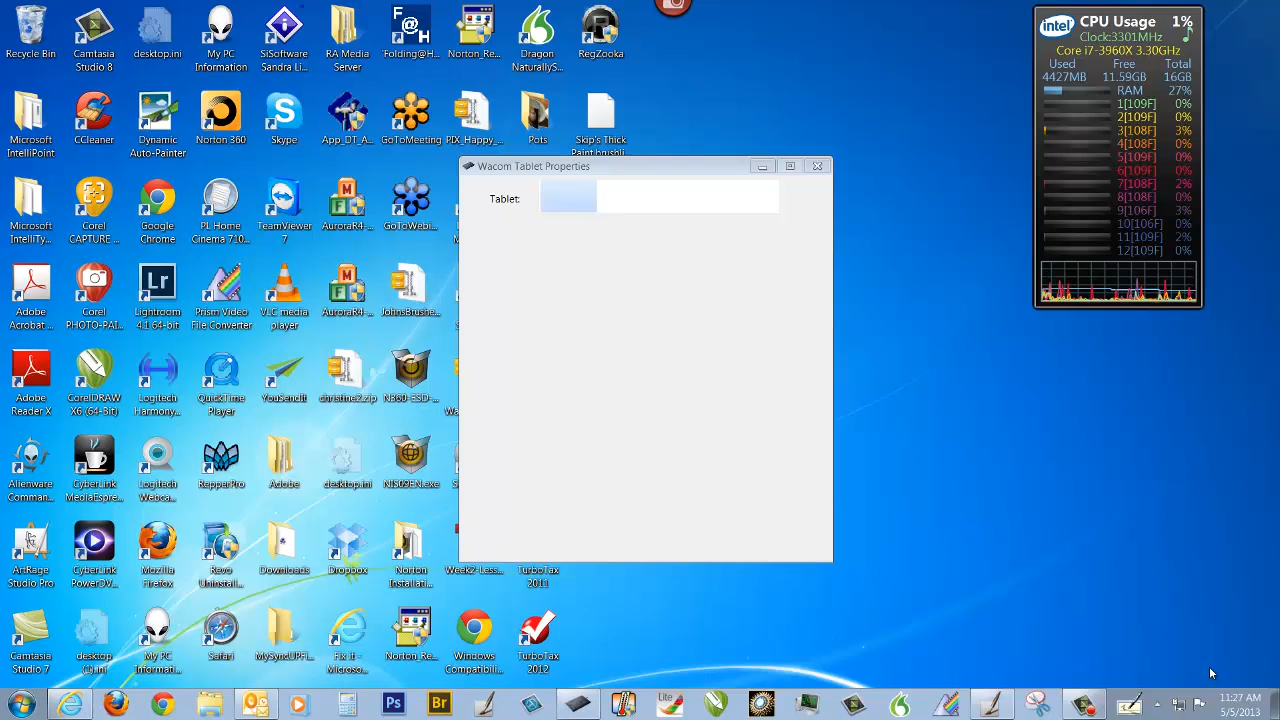 Recycle Bin
Camtasia
Studio 8
desktop.ini
My PC
Information
SiSoftware
Sandra Li...
RA Media
Server
F
@
H
Folding@H...
Norton_Re...
Dragon
NaturallyS...
RegZooka
Microsoft
IntelliPoint
CCleaner
Dynamic
Auto-Painter
Norton 360
Skype
App_DT_A...
GoToMeeting
PIX_Happy_...
Pots
Skip's Thick
Microsoft
IntelliTy...
Corel
CAPTURE ...
Google
Chrome
PL Home
Cinema 710...
TeamViewer
7
AuroraR4-...
GoToWebi...
Adobe
Acrobat ...
Corel
PHOTO-PAI...
Lr
Lightroom
4.1 64-bit
Prism Video
File Converter
VLC media
player
AuroraR4-...
JohnsBrushe...
Adobe
Reader X
CorelDRAW
X6 (64-Bit)
Logitech
Harmony...
QuickTime
Player
YouSendIt
christine2.zip
N360-ESD-...
Alienware
Comman...
CyberLink
MediaEspre...
Logitech
Webca...
RepperPro
Adobe
desktop.ini
NIS09EN.exe
ArtRage
Studio Pro
CyberLink
PowerDV...
Mozilla
Firefox
Revo
Uninstall...
Downloads
Dropbox
Norton
Installati...
Week2-Less...
TurboTax
2011
Camtasia
Studio 7
desktop
(2).ini
My PC
Informati...
Safari
MySyncUPFi...
Fix it -
Microso...
Norton_Re...
Windows
Compatibili...
TurboTax
2012
Wacom Tablet Properties
Tablet:
intel
CPU Usage 1%
Clock:3301MHz
Core i7-3960X 3.30GHz
Used Free Total
4427MB 11.59GB 16GB
RAM 27%
1[109F] 0%
2[109F] 0%
3[108F] 3%
4[108F] 0%
5[109F] 0%
6[109F] 0%
7[108F] 2%
8[108F] 0%
9[106F] 3%
10[106F] 0%
11[109F] 2%
12[109F] 0%
Ps
Br
Lite
11:27 AM
5/5/2013